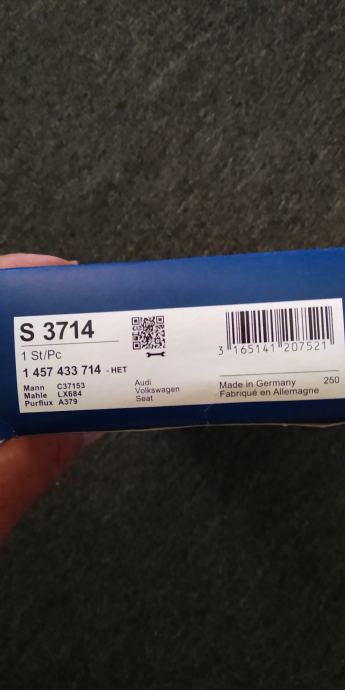 S 3714
1 St/Pc
1 457 433 714 - HET
Mann C37153
Mahle LX684
Purflux A379
Audi
Volkswagen
Seat
3 165141 207521
Made in Germany 250
Fabriqué en Allemagne